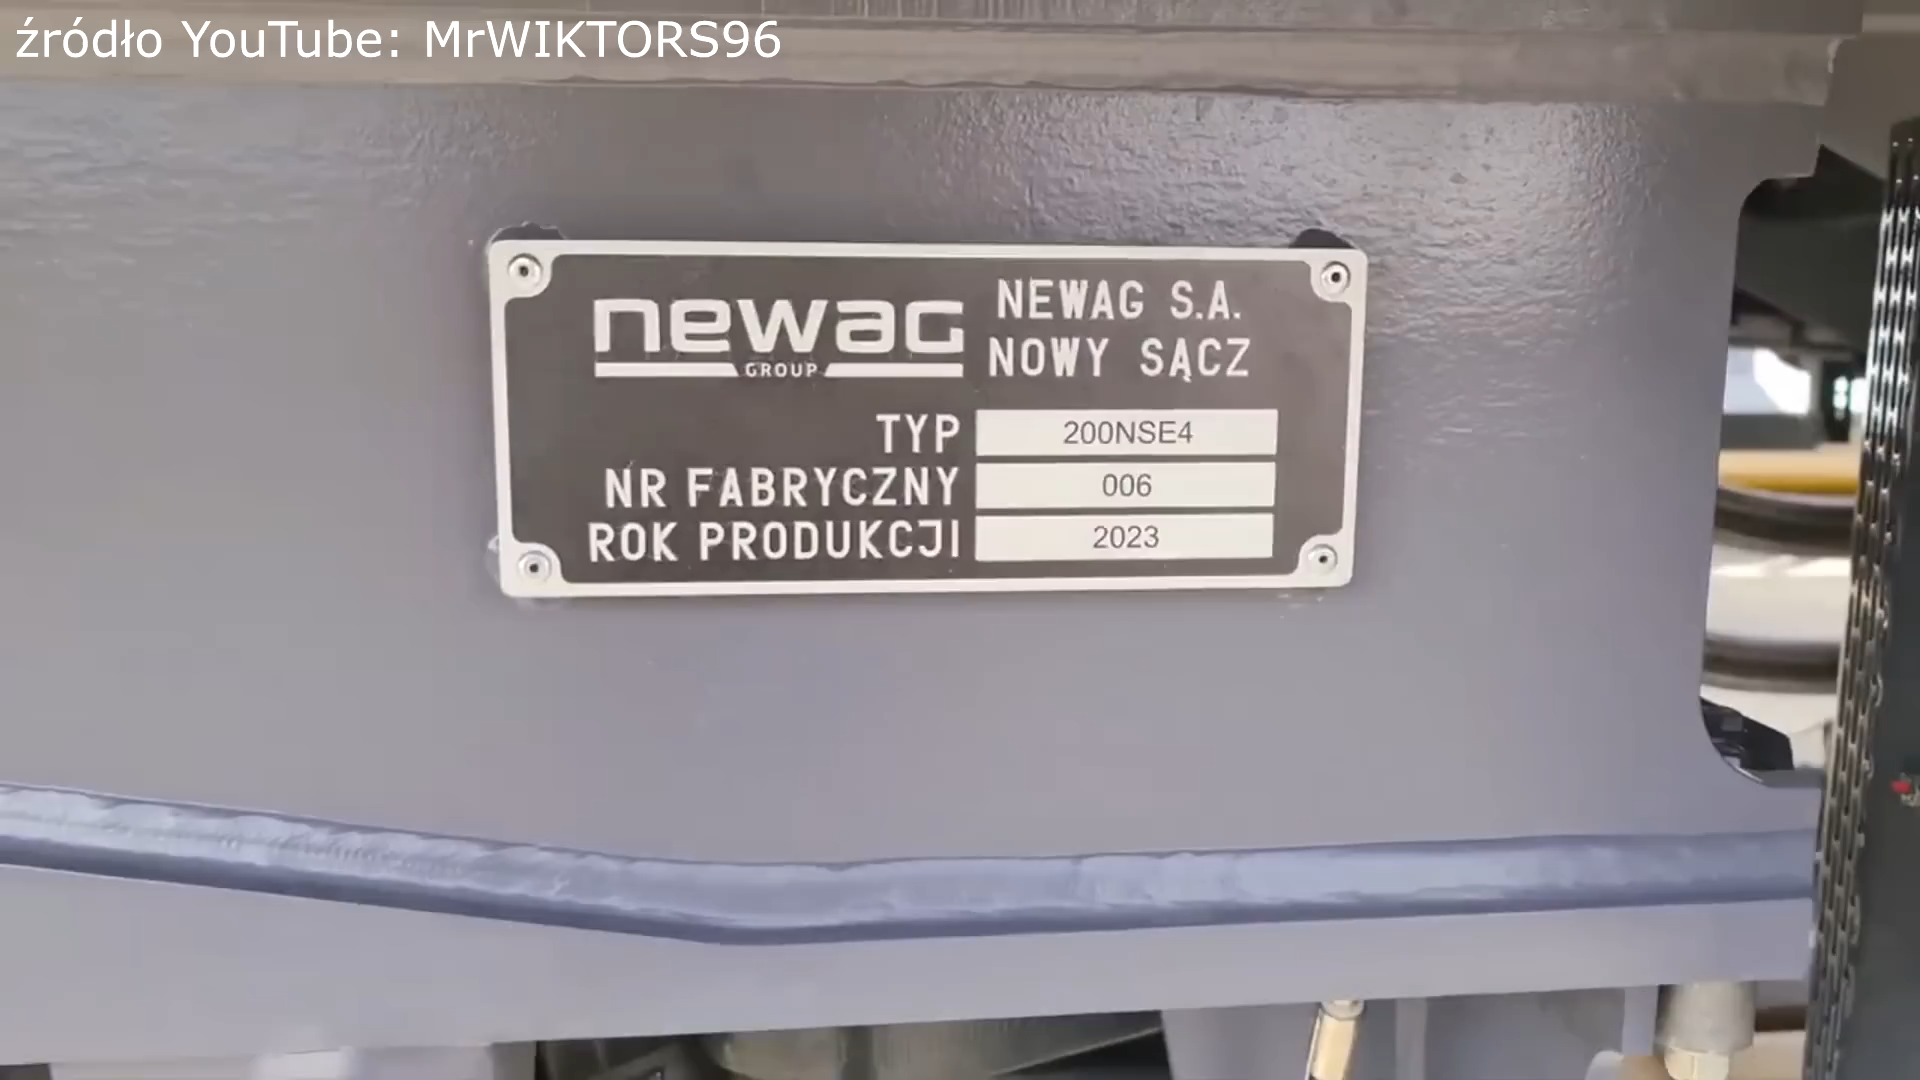 źródło YouTube: MrWIKTORS96
newag
GROUP
NEWAG S.A.
NOWY SĄCZ
TYP 200NSE4
NR FABRYCZNY 006
ROK PRODUKCJI 2023